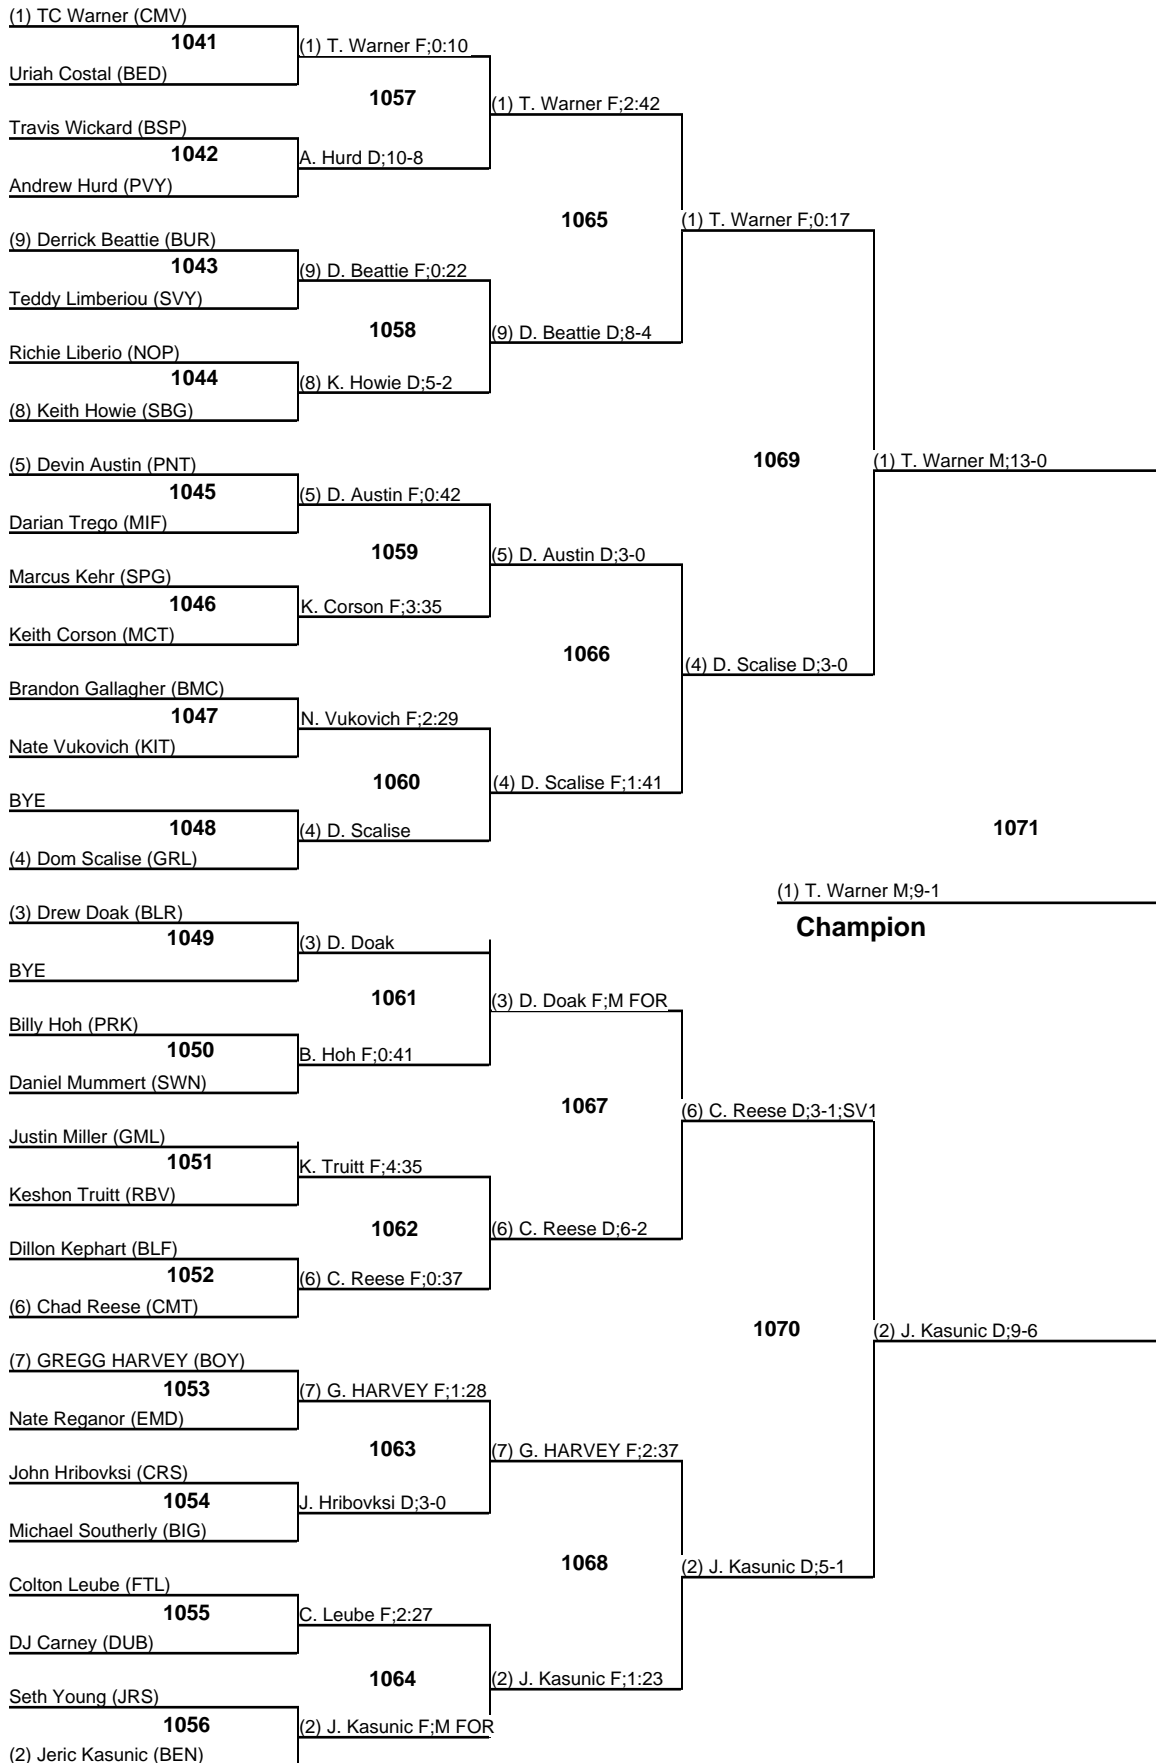 (1) TC Warner (CMV)
1041
(1) T. Warner F;0:10
Uriah Costal (BED)
1057
(1) T. Warner F;2:42
Travis Wickard (BSP)
1042
A. Hurd D;10-8
Andrew Hurd (PVY)
1065
(1) T. Warner F;0:17
(9) Derrick Beattie (BUR)
1043
(9) D. Beattie F;0:22
Teddy Limberiou (SVY)
1058
(9) D. Beattie D;8-4
Richie Liberio (NOP)
1044
(8) K. Howie D;5-2
(8) Keith Howie (SBG)
1069
(1) T. Warner M;13-0
(5) Devin Austin (PNT)
1045
(5) D. Austin F;0:42
Darian Trego (MIF)
1059
(5) D. Austin D;3-0
Marcus Kehr (SPG)
1046
K. Corson F;3:35
Keith Corson (MCT)
1066
(4) D. Scalise D;3-0
Brandon Gallagher (BMC)
1047
N. Vukovich F;2:29
Nate Vukovich (KIT)
1060
(4) D. Scalise F;1:41
BYE
1048
(4) D. Scalise
(4) Dom Scalise (GRL)
1071
(1) T. Warner M;9-1
Champion
(3) Drew Doak (BLR)
1049
(3) D. Doak
BYE
1061
(3) D. Doak F;M FOR
Billy Hoh (PRK)
1050
B. Hoh F;0:41
Daniel Mummert (SWN)
1067
(6) C. Reese D;3-1;SV1
Justin Miller (GML)
1051
K. Truitt F;4:35
Keshon Truitt (RBV)
1062
(6) C. Reese D;6-2
Dillon Kephart (BLF)
1052
(6) C. Reese F;0:37
(6) Chad Reese (CMT)
1070
(2) J. Kasunic D;9-6
(7) GREGG HARVEY (BOY)
1053
(7) G. HARVEY F;1:28
Nate Reganor (EMD)
1063
(7) G. HARVEY F;2:37
John Hribovksi (CRS)
1054
J. Hribovksi D;3-0
Michael Southerly (BIG)
1068
(2) J. Kasunic D;5-1
Colton Leube (FTL)
1055
C. Leube F;2:27
DJ Carney (DUB)
1064
(2) J. Kasunic F;1:23
Seth Young (JRS)
1056
(2) J. Kasunic F;M FOR
(2) Jeric Kasunic (BEN)